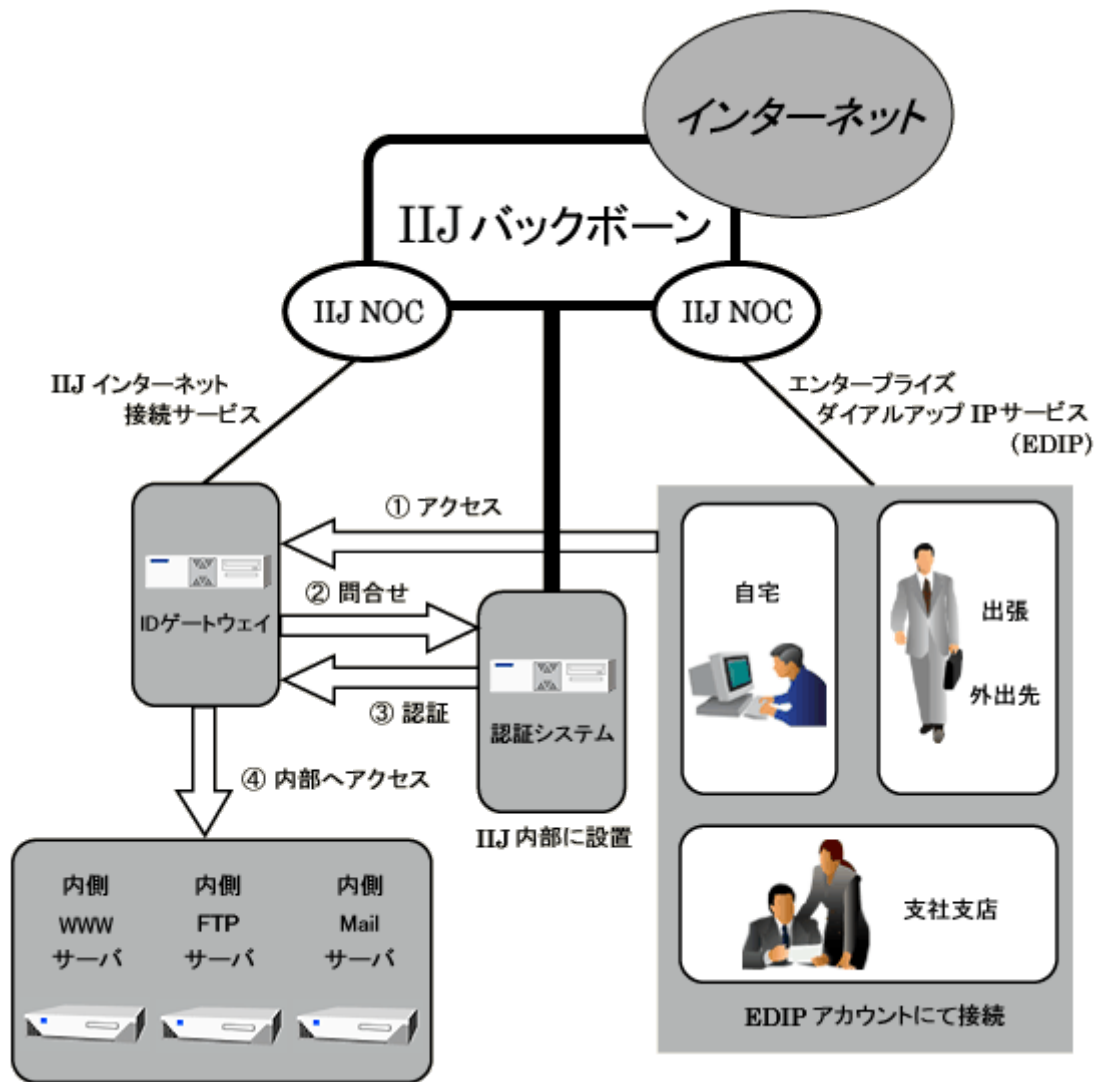 インターネット
IIJ バックボーン
IIJ NOC
IIJ NOC
IIJ インターネット
接続サービス
エンタープライズ
ダイアルアップ IP サービス
(EDIP)
① アクセス
② 問合せ
IDゲートウェイ
③ 認証
認証システム
④ 内部へアクセス
IIJ 内部に設置
自宅
出張
外出先
支社支店
EDIP アカウントにて接続
内側
WWW
サーバ
内側
FTP
サーバ
内側
Mail
サーバ